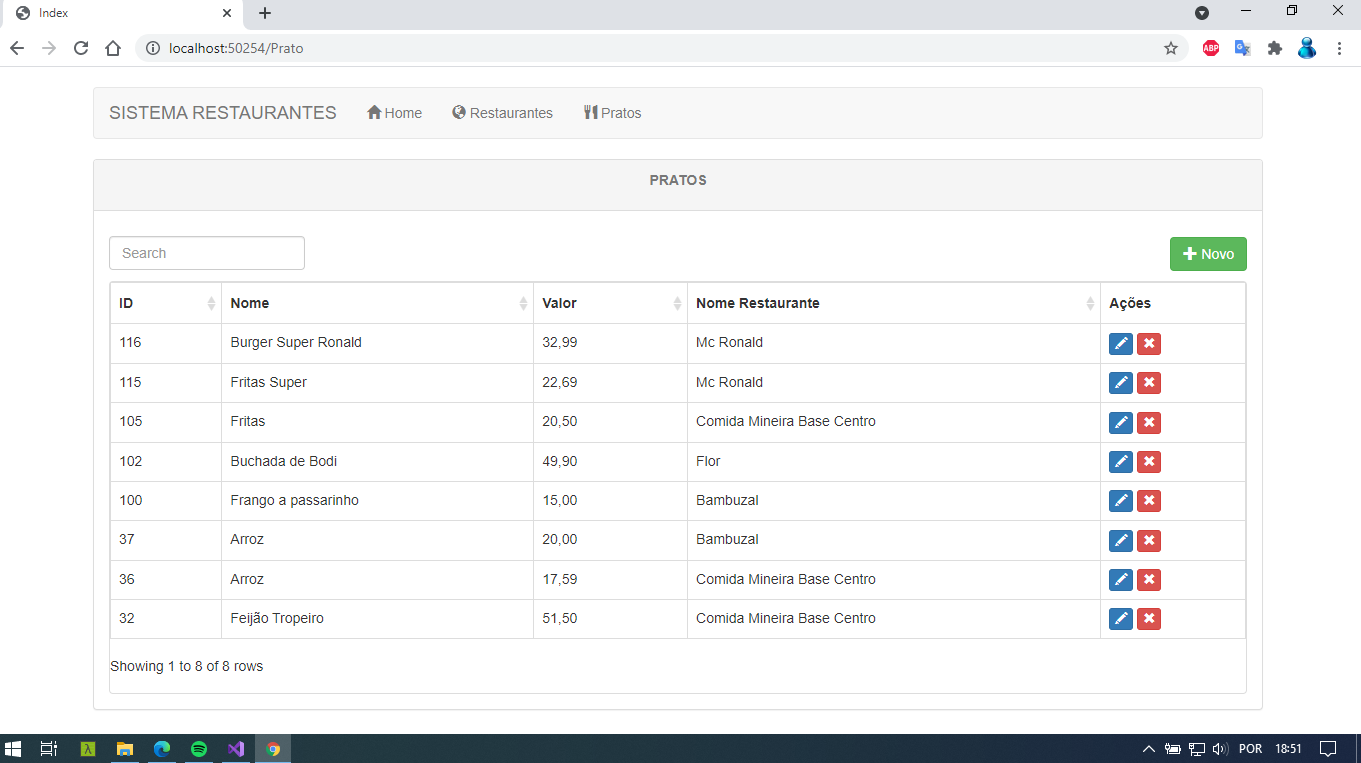 Index
localhost:50254/Prato
ABP
SISTEMA RESTAURANTES Home Restaurantes Pratos
PRATOS
Search Novo
ID Nome Valor Nome Restaurante Ações
116 Burger Super Ronald 32,99 Mc Ronald
115 Fritas Super 22,69 Mc Ronald
105 Fritas 20,50 Comida Mineira Base Centro
102 Buchada de Bodi 49,90 Flor
100 Frango a passarinho 15,00 Bambuzal
37 Arroz 20,00 Bambuzal
36 Arroz 17,59 Comida Mineira Base Centro
32 Feijão Tropeiro 51,50 Comida Mineira Base Centro
Showing 1 to 8 of 8 rows
POR 18:51